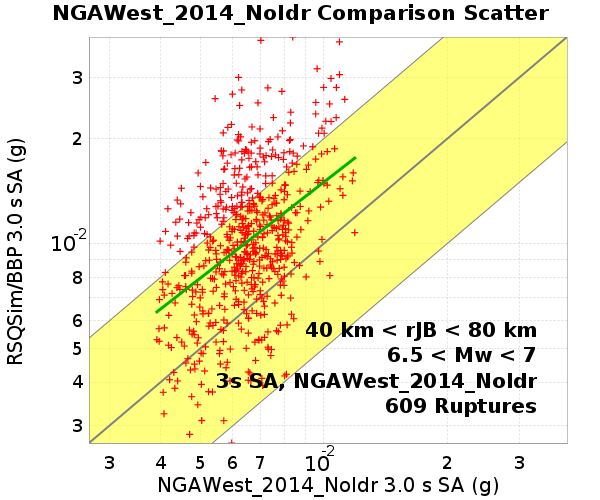 NGAWest_2014_NoIdr Comparison Scatter
RSQSim/BBP 3.0 s SA (g)
3
2
10-2
8
6
5
4
3
40 km < rJB < 80 km
6.5 < Mw < 7
3s SA, NGAWest_2014_NoIdr
609 Ruptures
3 4 5 6 7 10-2 2 3
NGAWest_2014_NoIdr 3.0 s SA (g)